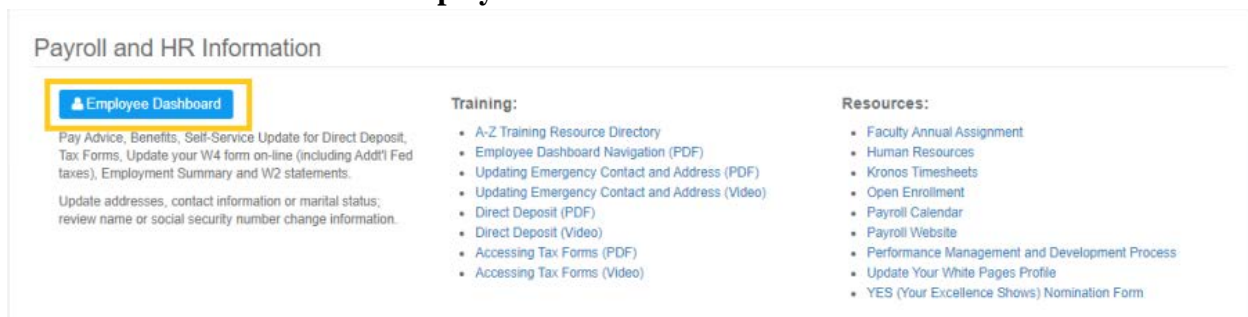 Payroll and HR Information
Employee Dashboard
Pay Advice, Benefits, Self-Service Update for Direct Deposit,
Tax Forms, Update your W4 form on-line (including Addt'l Fed
taxes), Employment Summary and W2 statements.
Update addresses, contact information or marital status;
review name or social security number change information.
Training:
• A-Z Training Resource Directory
• Employee Dashboard Navigation (PDF)
• Updating Emergency Contact and Address (PDF)
• Updating Emergency Contact and Address (Video)
• Direct Deposit (PDF)
• Direct Deposit (Video)
• Accessing Tax Forms (PDF)
• Accessing Tax Forms (Video)
Resources:
• Faculty Annual Assignment
• Human Resources
• Kronos Timesheets
• Open Enrollment
• Payroll Calendar
• Payroll Website
• Performance Management and Development Process
• Update Your White Pages Profile
• YES (Your Excellence Shows) Nomination Form